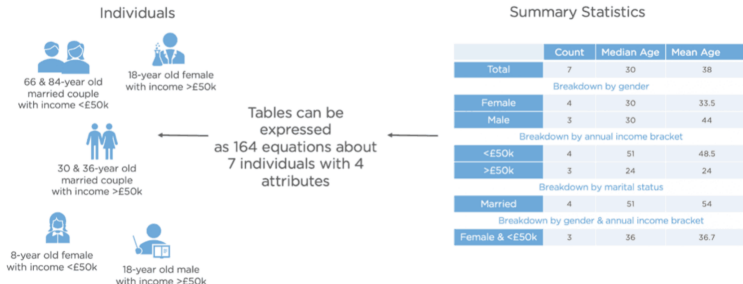 Individuals
66 & 84-year old
married couple
with income <£50k
18-year old female
with income >£50k
30 & 36-year old
married couple
with income >£50k
8-year old female
with income <£50k
18-year old male
with income >£50k
Tables can be
expressed
as 164 equations about
7 individuals with 4
attributes
Summary Statistics
Count Median Age Mean Age
Total 7 30 38
Breakdown by gender
Female 4 30 33.5
Male 3 30 44
Breakdown by annual income bracket
<£50k 4 51 48.5
>£50k 3 24 24
Breakdown by marital status
Married 4 51 54
Breakdown by gender & annual income bracket
Female & <£50k 3 36 36.7